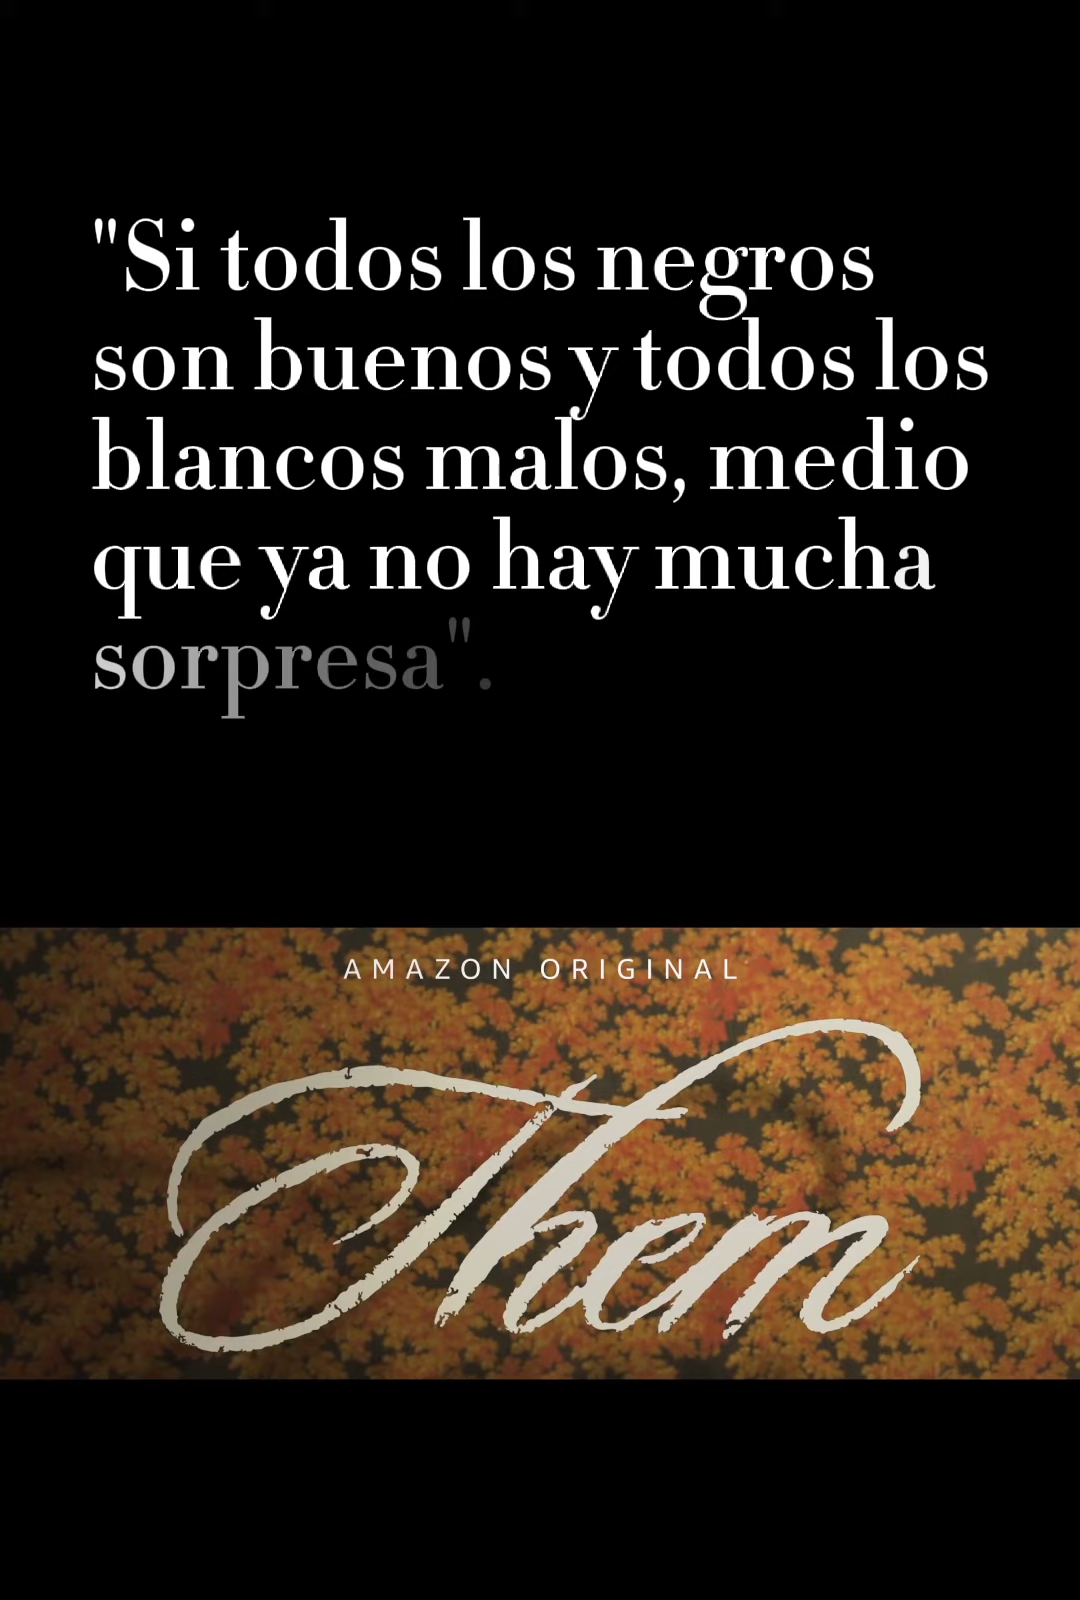 "Si todos los negros
son buenos y todos los
blancos malos, medio
que ya no hay mucha
sorpresa".
AMAZON ORIGINAL
Them